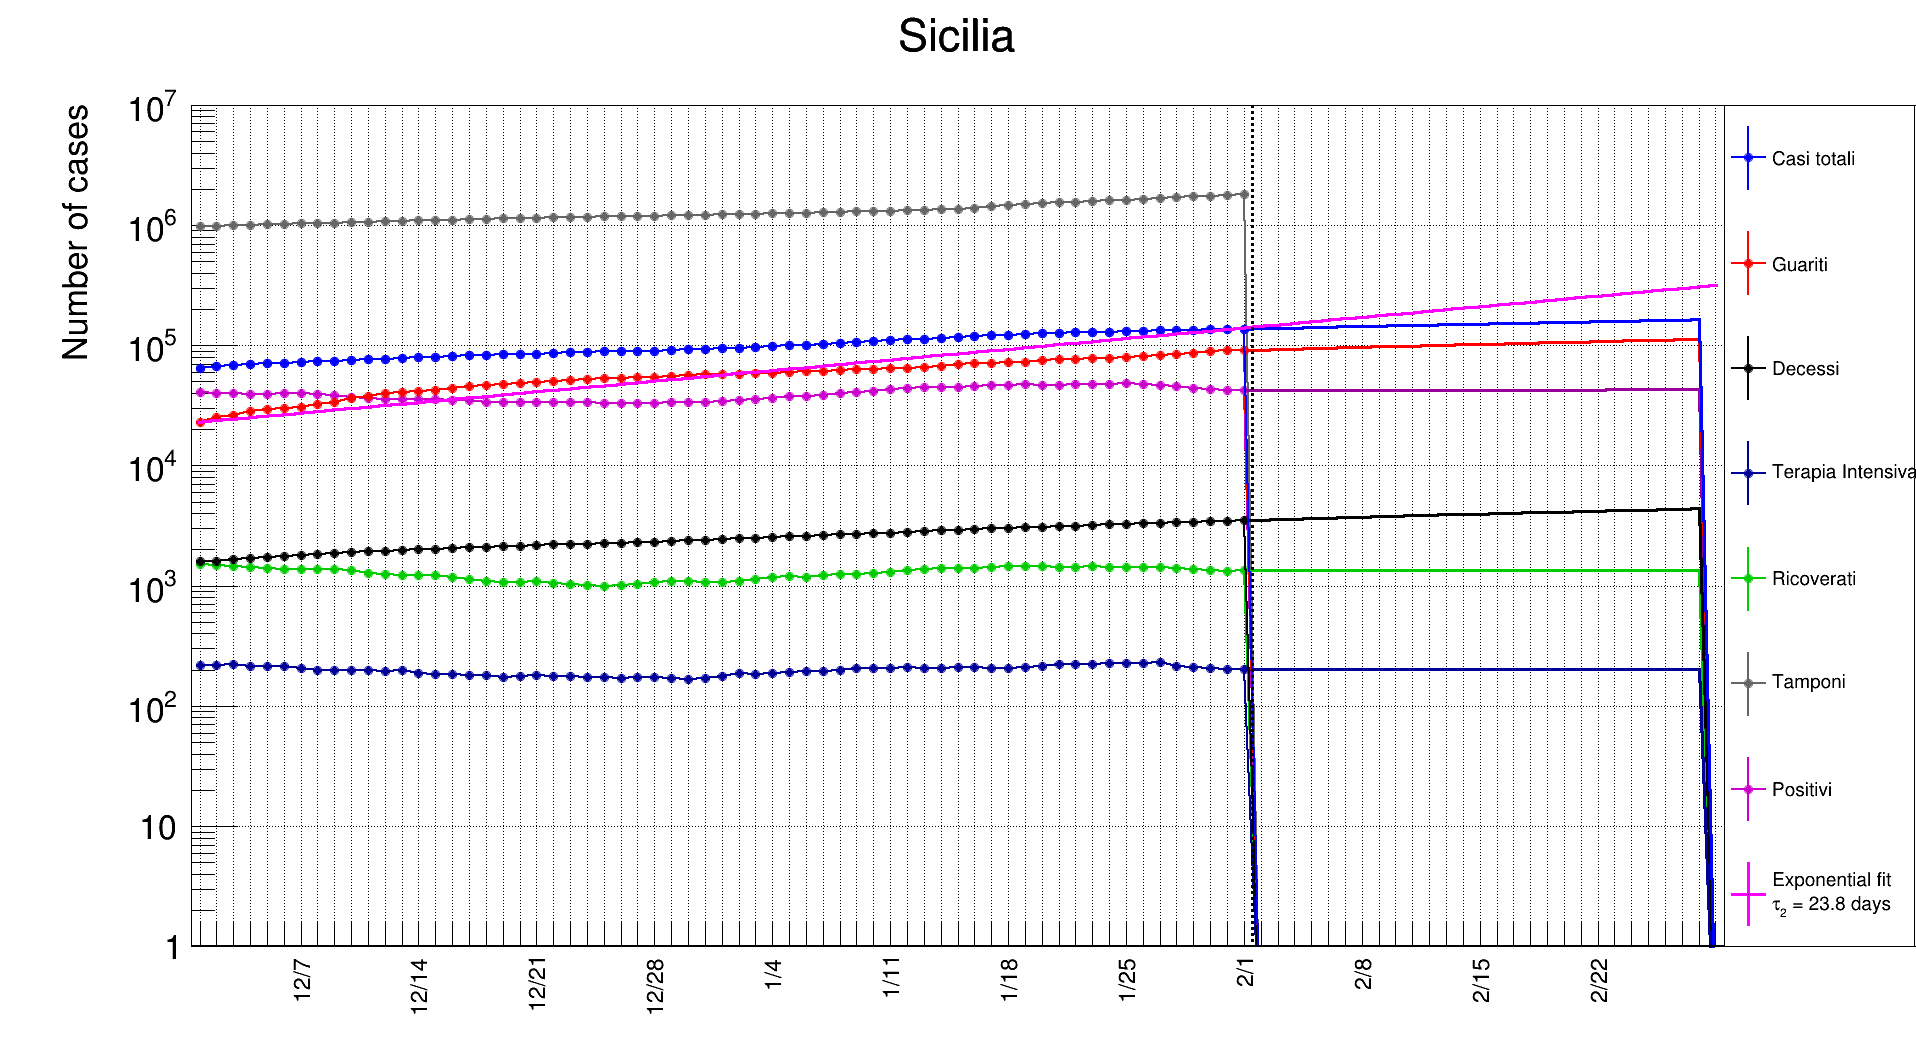 Sicilia
Number of cases
10^7
10^6
10^5
10^4
10^3
10^2
10
1
12/7
12/14
12/21
12/28
1/4
1/11
1/18
1/25
2/1
2/8
2/15
2/22
Casi totali
Guariti
Decessi
Terapia Intensiva
Ricoverati
Tamponi
Positivi
Exponential fit
τ₂ = 23.8 days